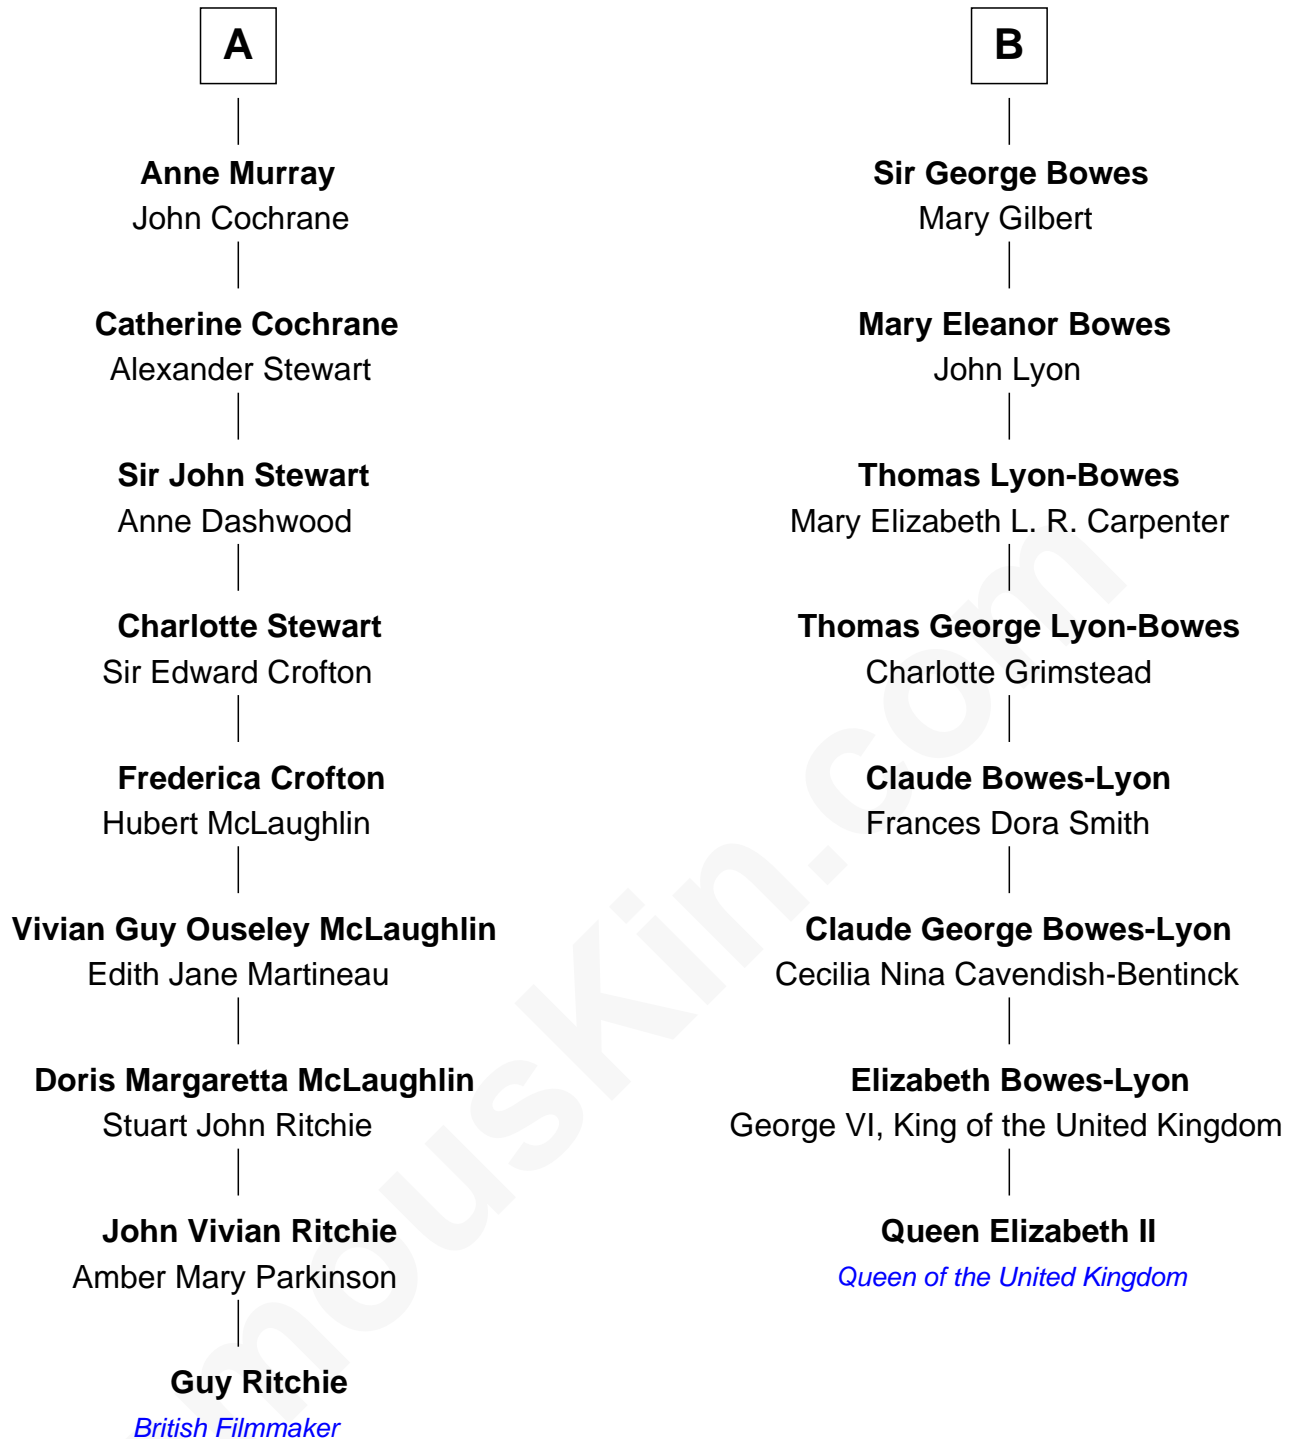 A
Anne Murray
John Cochrane
Catherine Cochrane
Alexander Stewart
Sir John Stewart
Anne Dashwood
Charlotte Stewart
Sir Edward Crofton
Frederica Crofton
Hubert McLaughlin
Vivian Guy Ouseley McLaughlin
Edith Jane Martineau
Doris Margaretta McLaughlin
Stuart John Ritchie
John Vivian Ritchie
Amber Mary Parkinson
Guy Ritchie
British Filmmaker
B
Sir George Bowes
Mary Gilbert
Mary Eleanor Bowes
John Lyon
Thomas Lyon-Bowes
Mary Elizabeth L. R. Carpenter
Thomas George Lyon-Bowes
Charlotte Grimstead
Claude Bowes-Lyon
Frances Dora Smith
Claude George Bowes-Lyon
Cecilia Nina Cavendish-Bentinck
Elizabeth Bowes-Lyon
George VI, King of the United Kingdom
Queen Elizabeth II
Queen of the United Kingdom
mousKin.com